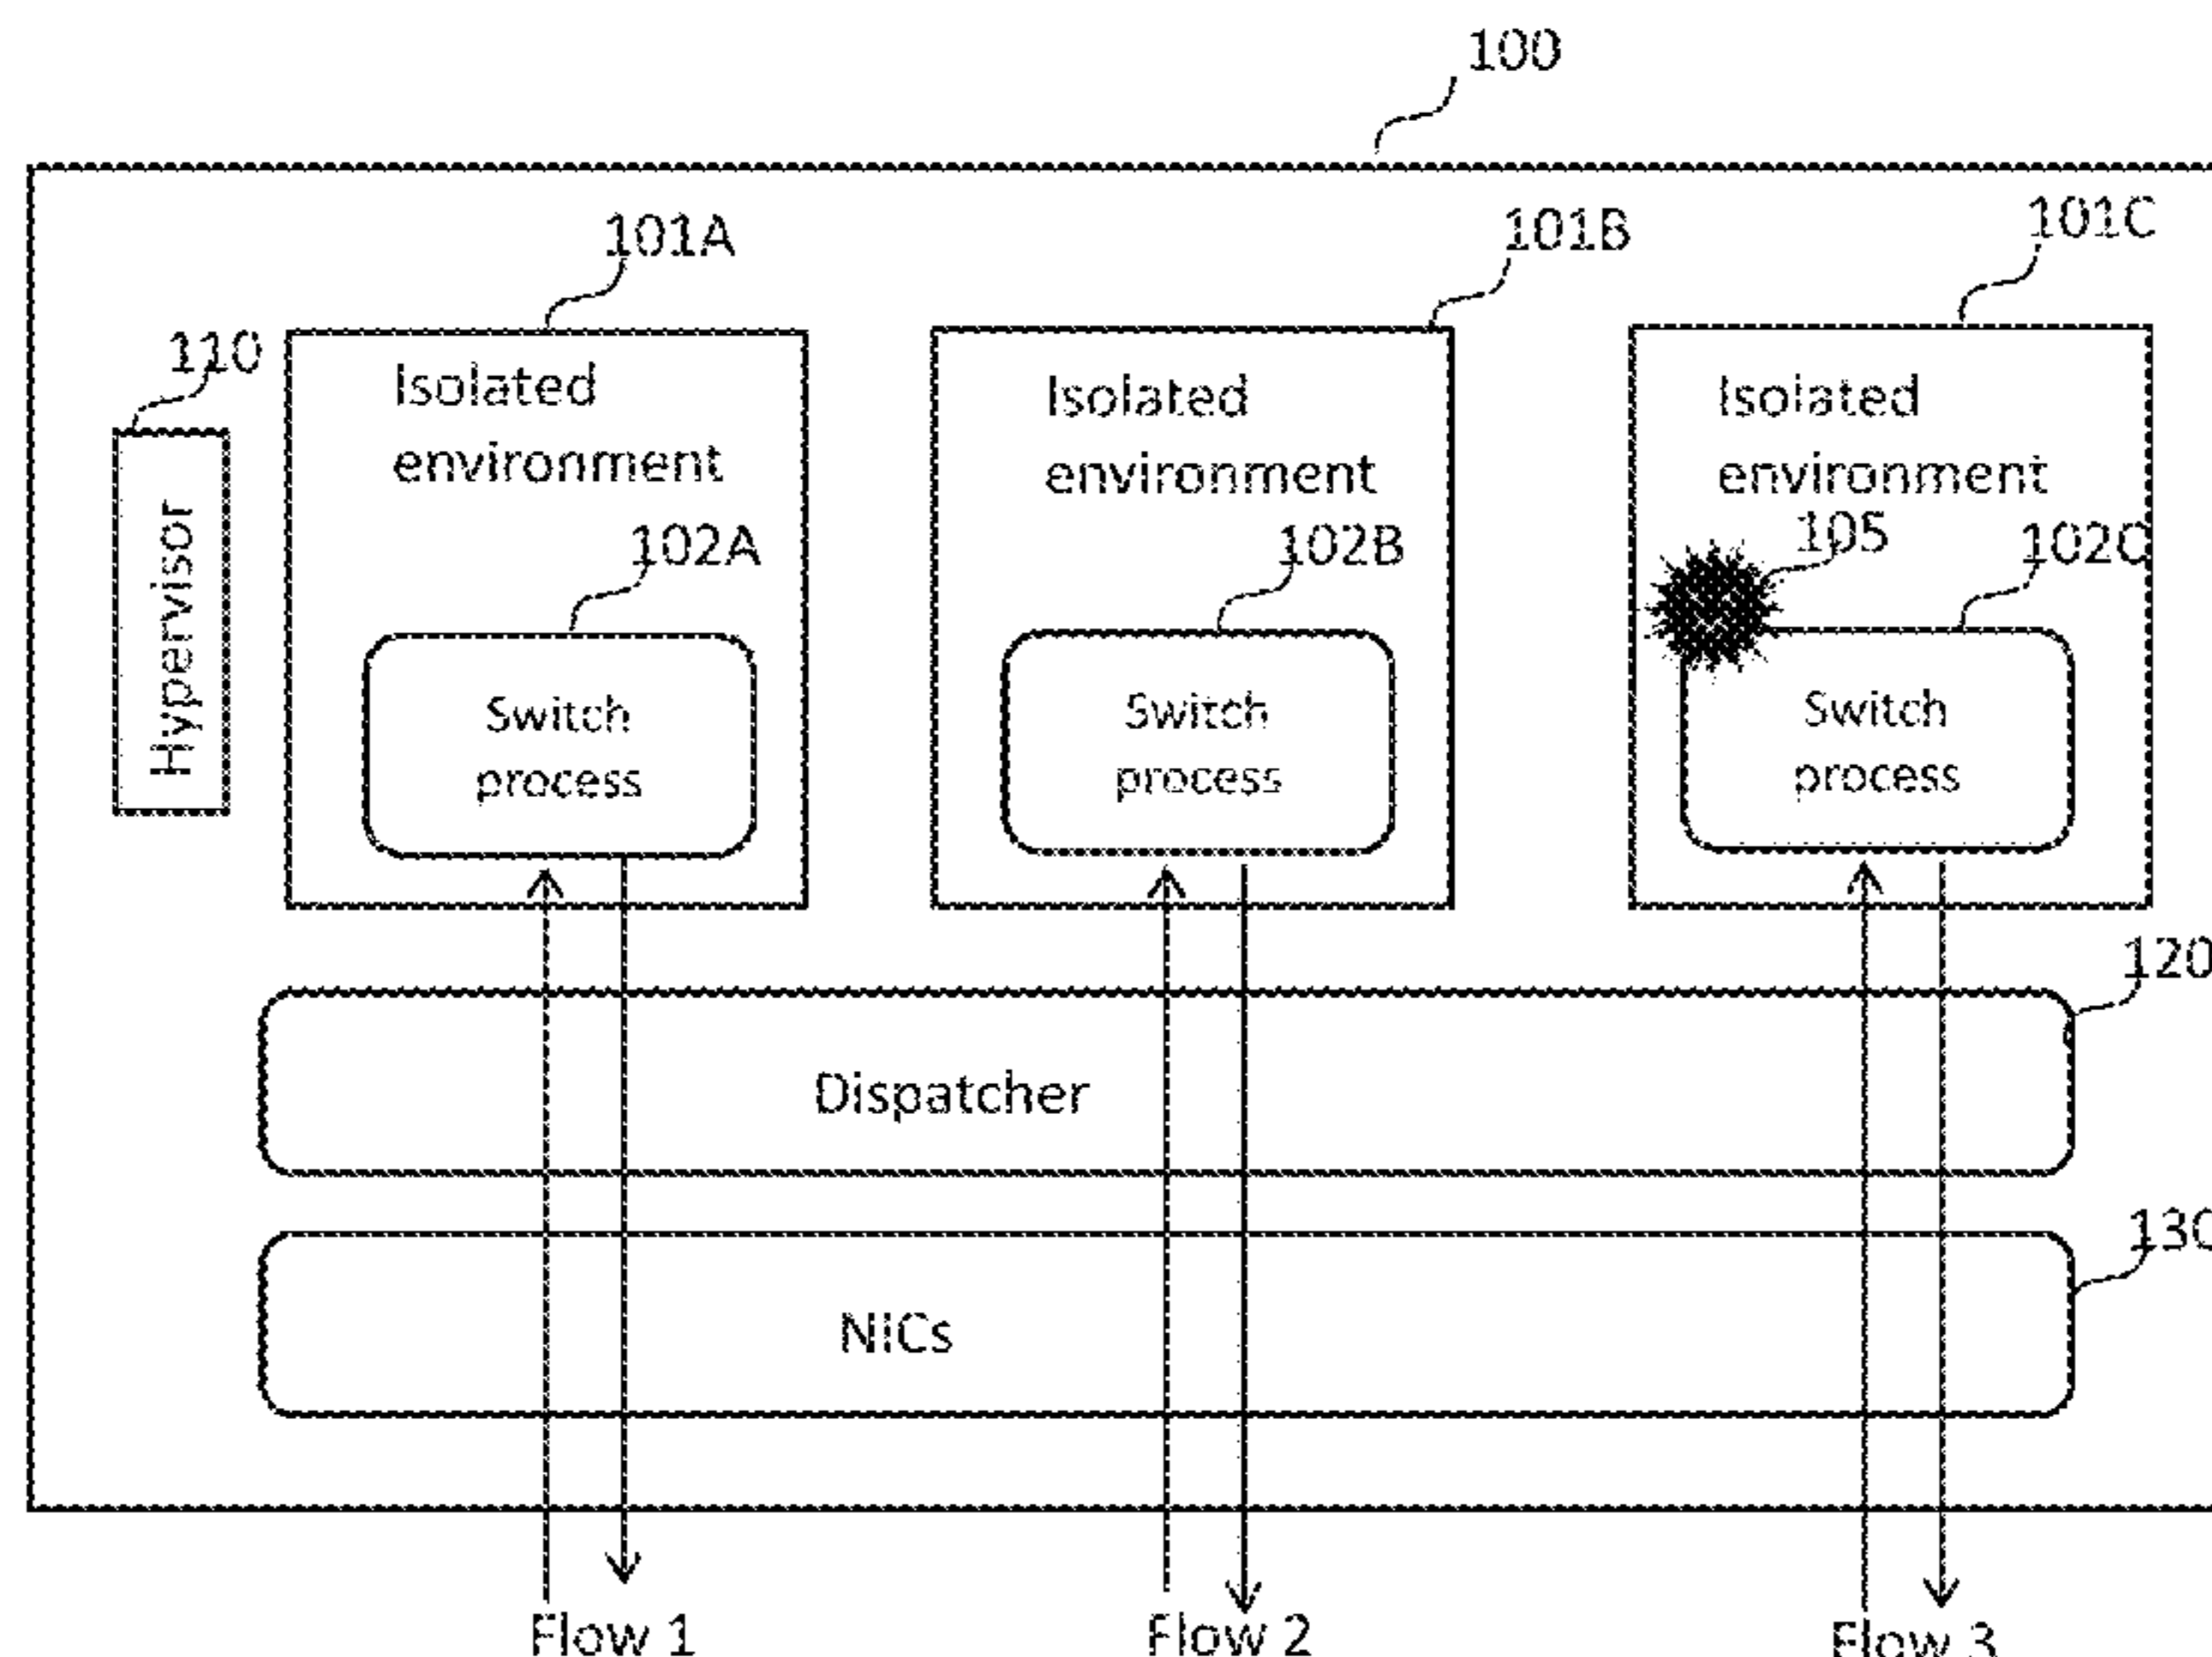 100
101A
101B
101C
110
Isolated
environment
Isolated
environment
Isolated
environment
Hypervisor
102A
102B
105
102C
Switch
process
Switch
process
Switch
process
120
Dispatcher
130
NICs
Flow 1
Flow 2
Flow 3